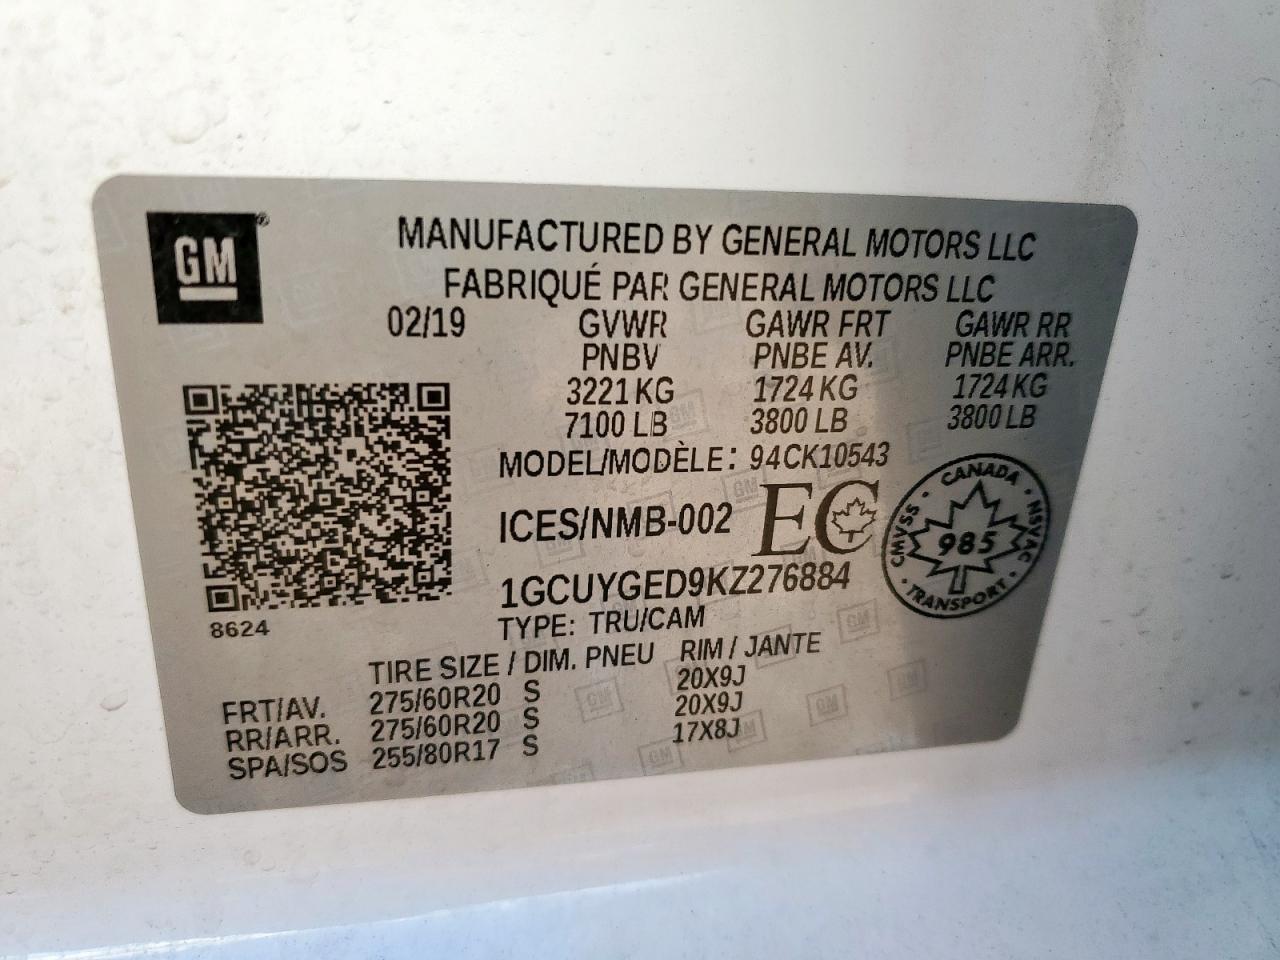 GM®
MANUFACTURED BY GENERAL MOTORS LLC
FABRIQUÉ PAR GENERAL MOTORS LLC
02/19 GVWR GAWR FRT GAWR RR
PNBV PNBE AV. PNBE ARR.
3221 KG 1724 KG 1724 KG
7100 LB 3800 LB 3800 LB
MODEL/MODÈLE: 94CK10543
ICES/NMB-002 EC
CANADA
CMVSS 985 NSVAC
TRANSPORT
1GCUYGED9KZ276884
8624
TYPE: TRU/CAM
TIRE SIZE / DIM. PNEU RIM / JANTE
FRT/AV. 275/60R20 S 20X9J
RR/ARR. 275/60R20 S 20X9J
SPA/SOS 255/80R17 S 17X8J